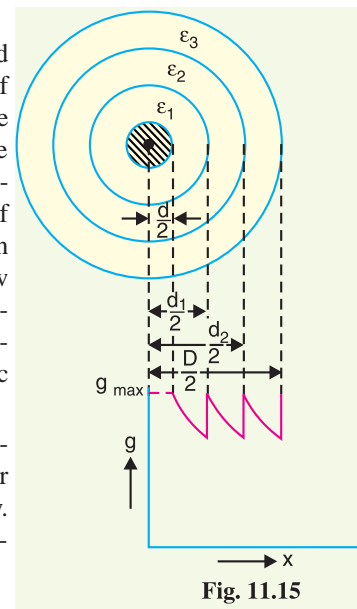 ε3
ε2
ε1
d/2
d1/2
d2/2
D/2
g max
g
x
Fig. 11.15